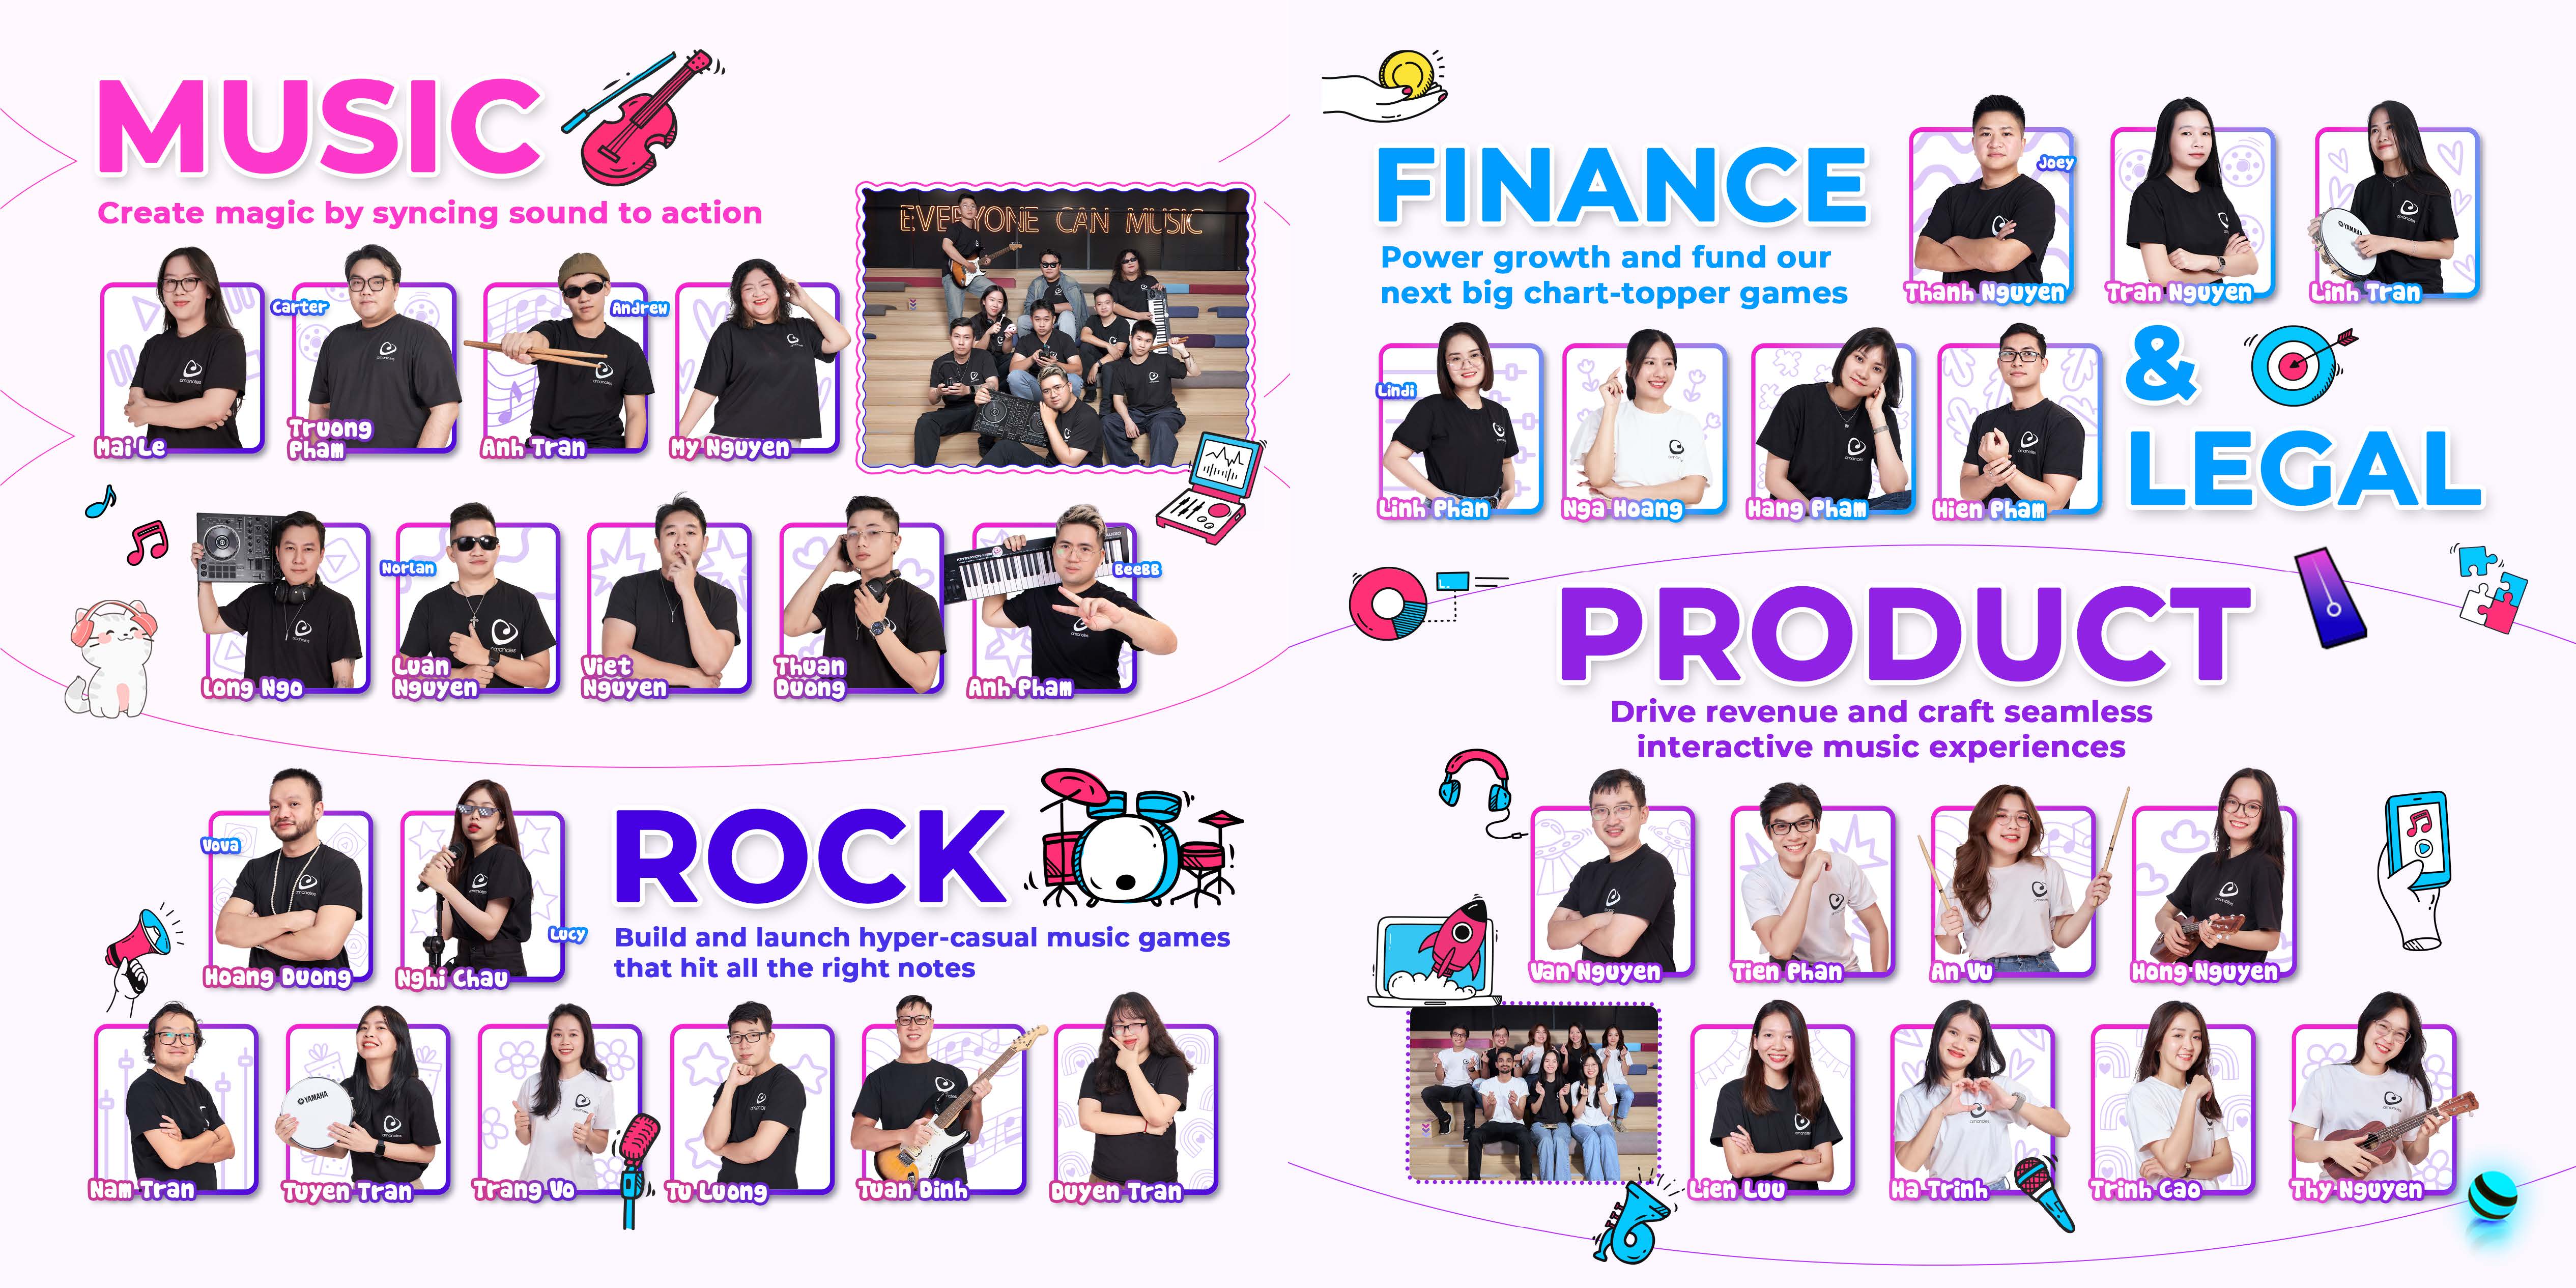 MUSIC
Create magic by syncing sound to action
EVERYONE CAN MUSIC
Mai Le
Carter
Truong
Pham
Andrew
Anh Tran
My Nguyen
Long Ngo
Norlan
Luan
Nguyen
Viet
Nguyen
Thuan
Duong
BeeBB
Anh Pham
ROCK
Build and launch hyper-casual music games
that hit all the right notes
Vova
Hoang Duong
Lucy
Nghi Chau
Nam Tran
YAMAHA
Tuyen Tran
Trang Vo
Tu Luong
Tuan Dinh
Duyen Tran
FINANCE
Power growth and fund our
next big chart-topper games
Joey
Thanh Nguyen
Tran Nguyen
YAMAHA
Linh Tran
Lindi
Linh Phan
Nga Hoang
Hang Pham
Hien Pham
&
LEGAL
PRODUCT
Drive revenue and craft seamless
interactive music experiences
Van Nguyen
Tien Phan
An Vu
Hong Nguyen
Lien Luu
Ha Trinh
Trinh Cao
Thy Nguyen